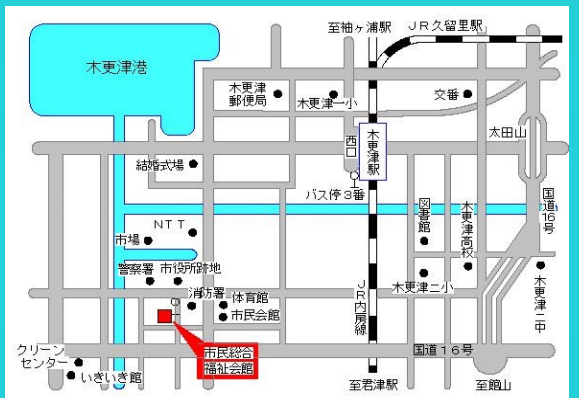 至袖ヶ浦駅
JR久留里駅
木更津港
木更津
郵便局
木更津一小
交番
西口
木更津駅
太田山
結婚式場
バス停3番
国道16号
図書館
木更津高校
NTT
市場
警察署
市役所跡地
消防署
体育館
市民会館
JR内房線
木更津二小
木更津二中
クリーン
センター
いきいき館
市民総合
福祉会館
国道16号
至君津駅
至館山